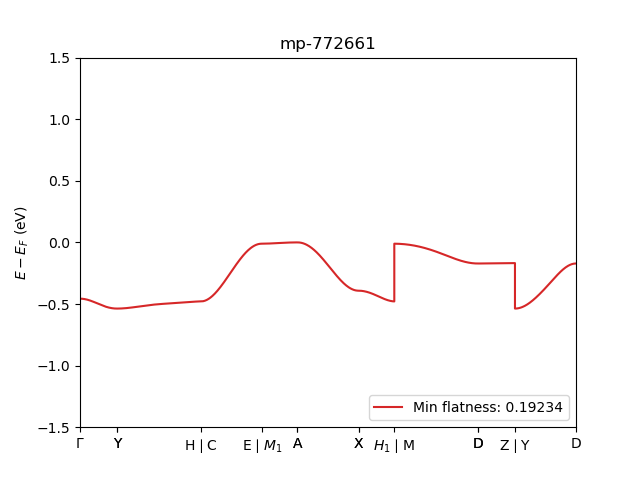 mp-772661
1.5
1.0
0.5
0.0
−0.5
−1.0
−1.5
E − E_F (eV)
Min flatness: 0.19234
Γ Y H | C E | M_1 A X H_1 | M D Z | Y D